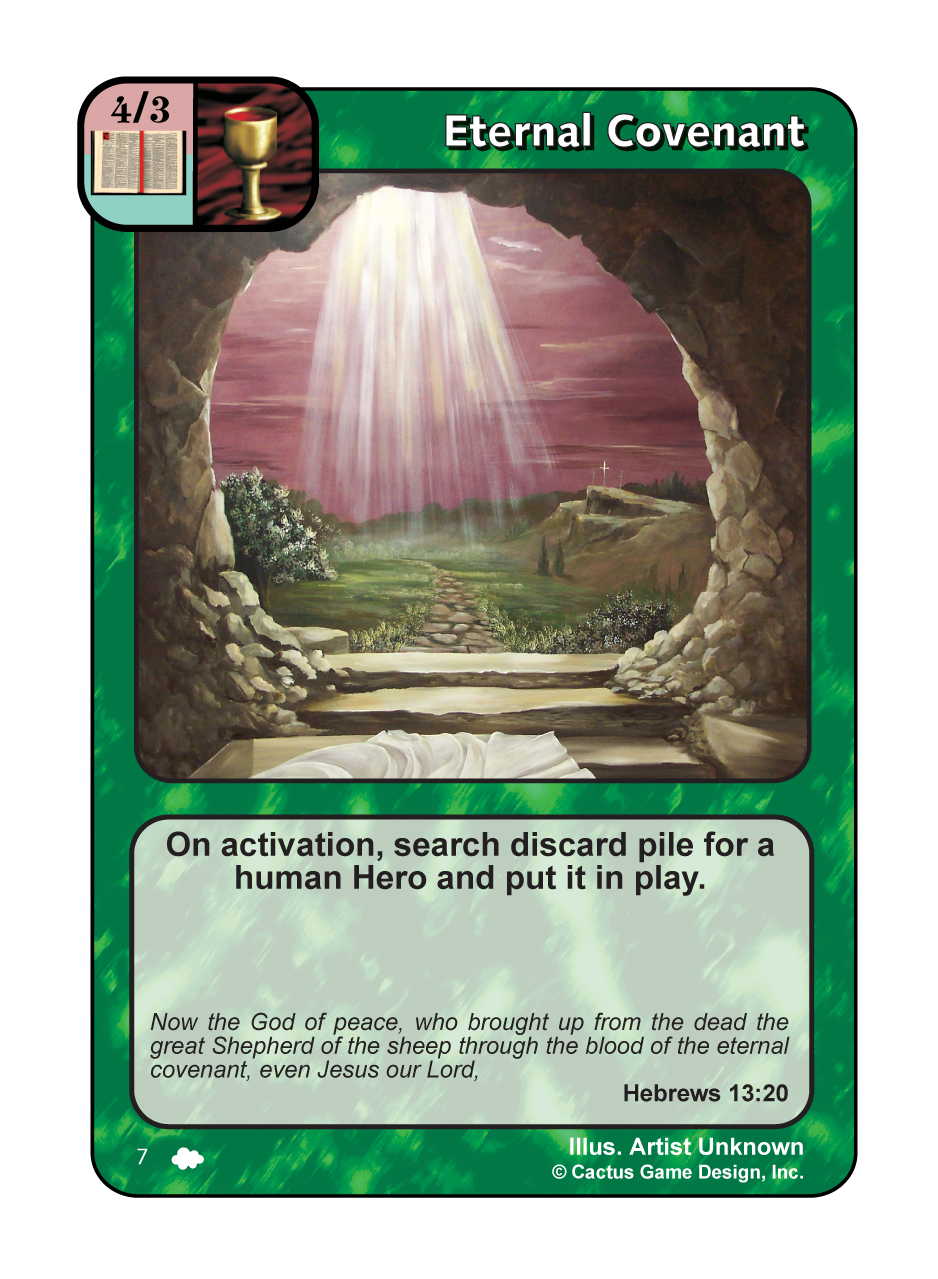 4/3
Eternal Covenant
On activation, search discard pile for a
human Hero and put it in play.
Now the God of peace, who brought up from the dead the
great Shepherd of the sheep through the blood of the eternal
covenant, even Jesus our Lord,
Hebrews 13:20
7
Illus. Artist Unknown
© Cactus Game Design, Inc.